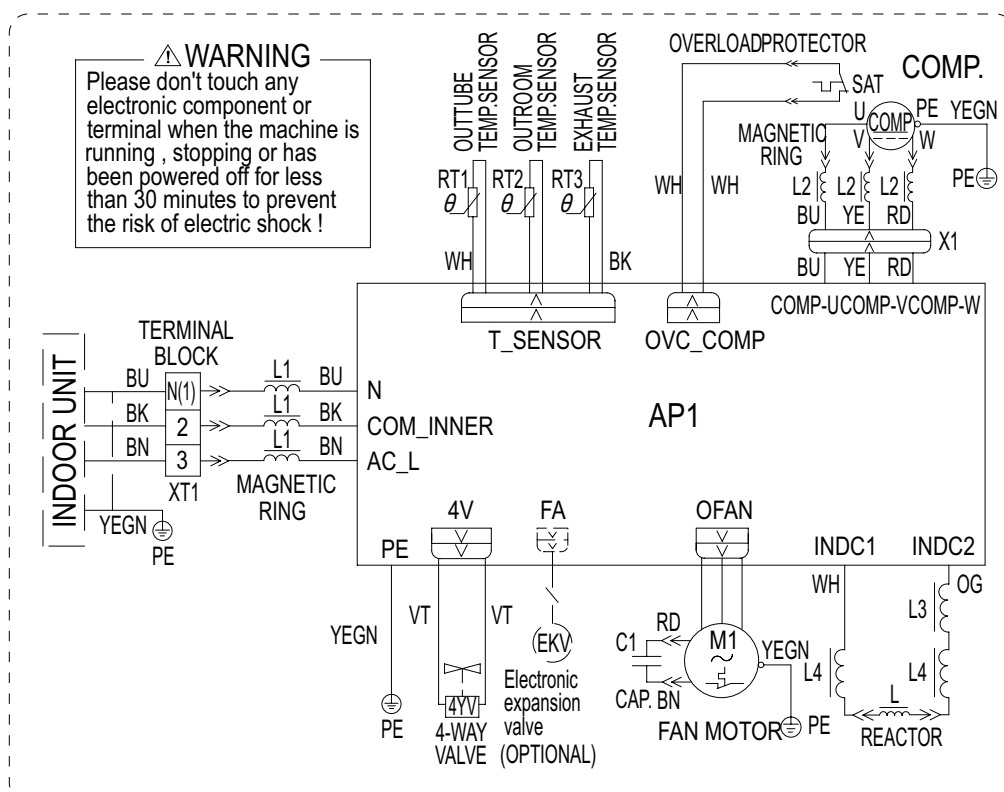 WARNING
Please don't touch any
electronic component or
terminal when the machine is
running , stopping or has
been powered off for less
than 30 minutes to prevent
the risk of electric shock !
OUTTUBE
TEMP.SENSOR
OUTROOM
TEMP.SENSOR
EXHAUST
TEMP.SENSOR
RT1
RT2
RT3
θ
θ
θ
WH
BK
T_SENSOR
OVERLOADPROTECTOR
SAT
WH
WH
OVC_COMP
COMP.
U
V
W
COMP
PE
YEGN
PE
MAGNETIC
RING
L2
L2
L2
BU
YE
RD
X1
BU
YE
RD
COMP-UCOMP-VCOMP-W
INDOOR UNIT
TERMINAL
BLOCK
BU
N(1)
L1
BU
N
BK
2
L1
BK
COM_INNER
BN
3
L1
BN
AC_L
XT1
MAGNETIC
RING
YEGN
PE
AP1
PE
4V
FA
OFAN
INDC1
INDC2
YEGN
PE
VT
VT
4YV
4-WAY
VALVE
EKV
Electronic
expansion
valve
(OPTIONAL)
C1
RD
CAP.
BN
M1
YEGN
FAN MOTOR
PE
WH
OG
L3
L4
L4
L
REACTOR